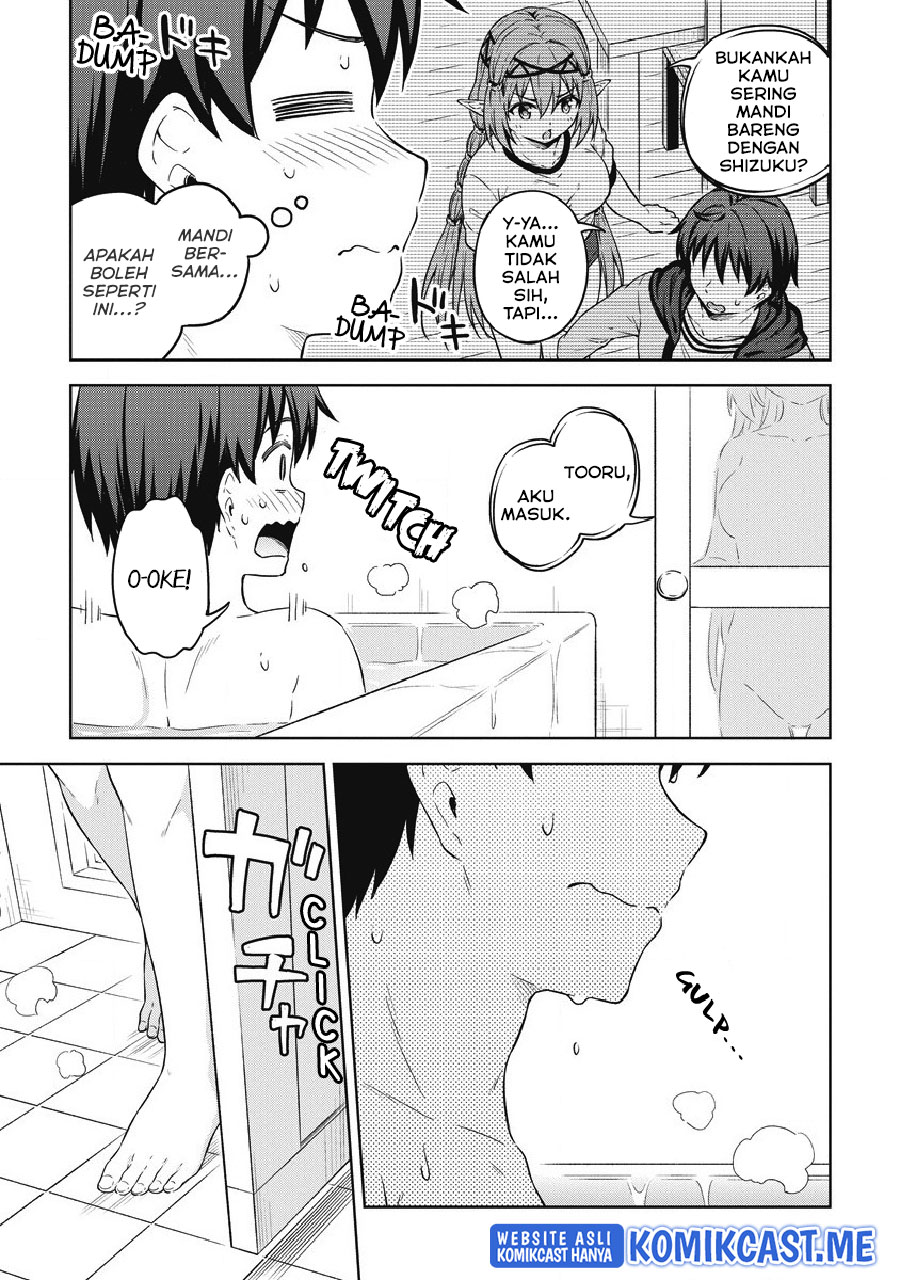 BUKANKAH
KAMU
SERING
MANDI
BARENG
DENGAN
SHIZUKU?
Y-YA...
KAMU
TIDAK
SALAH
SIH,
TAPI...
BA-
DUMP
ドキ
MANDI
BER-
SAMA...
APAKAH
BOLEH
SEPERTI
INI...?
BA-
DUMP
ドキ
TOORU,
AKU
MASUK.
TWITCH
O-OKE!
GULP...
ガチャ
CLICK
WEBSITE ASLI
KOMIKCAST HANYA
KOMIKCAST.ME